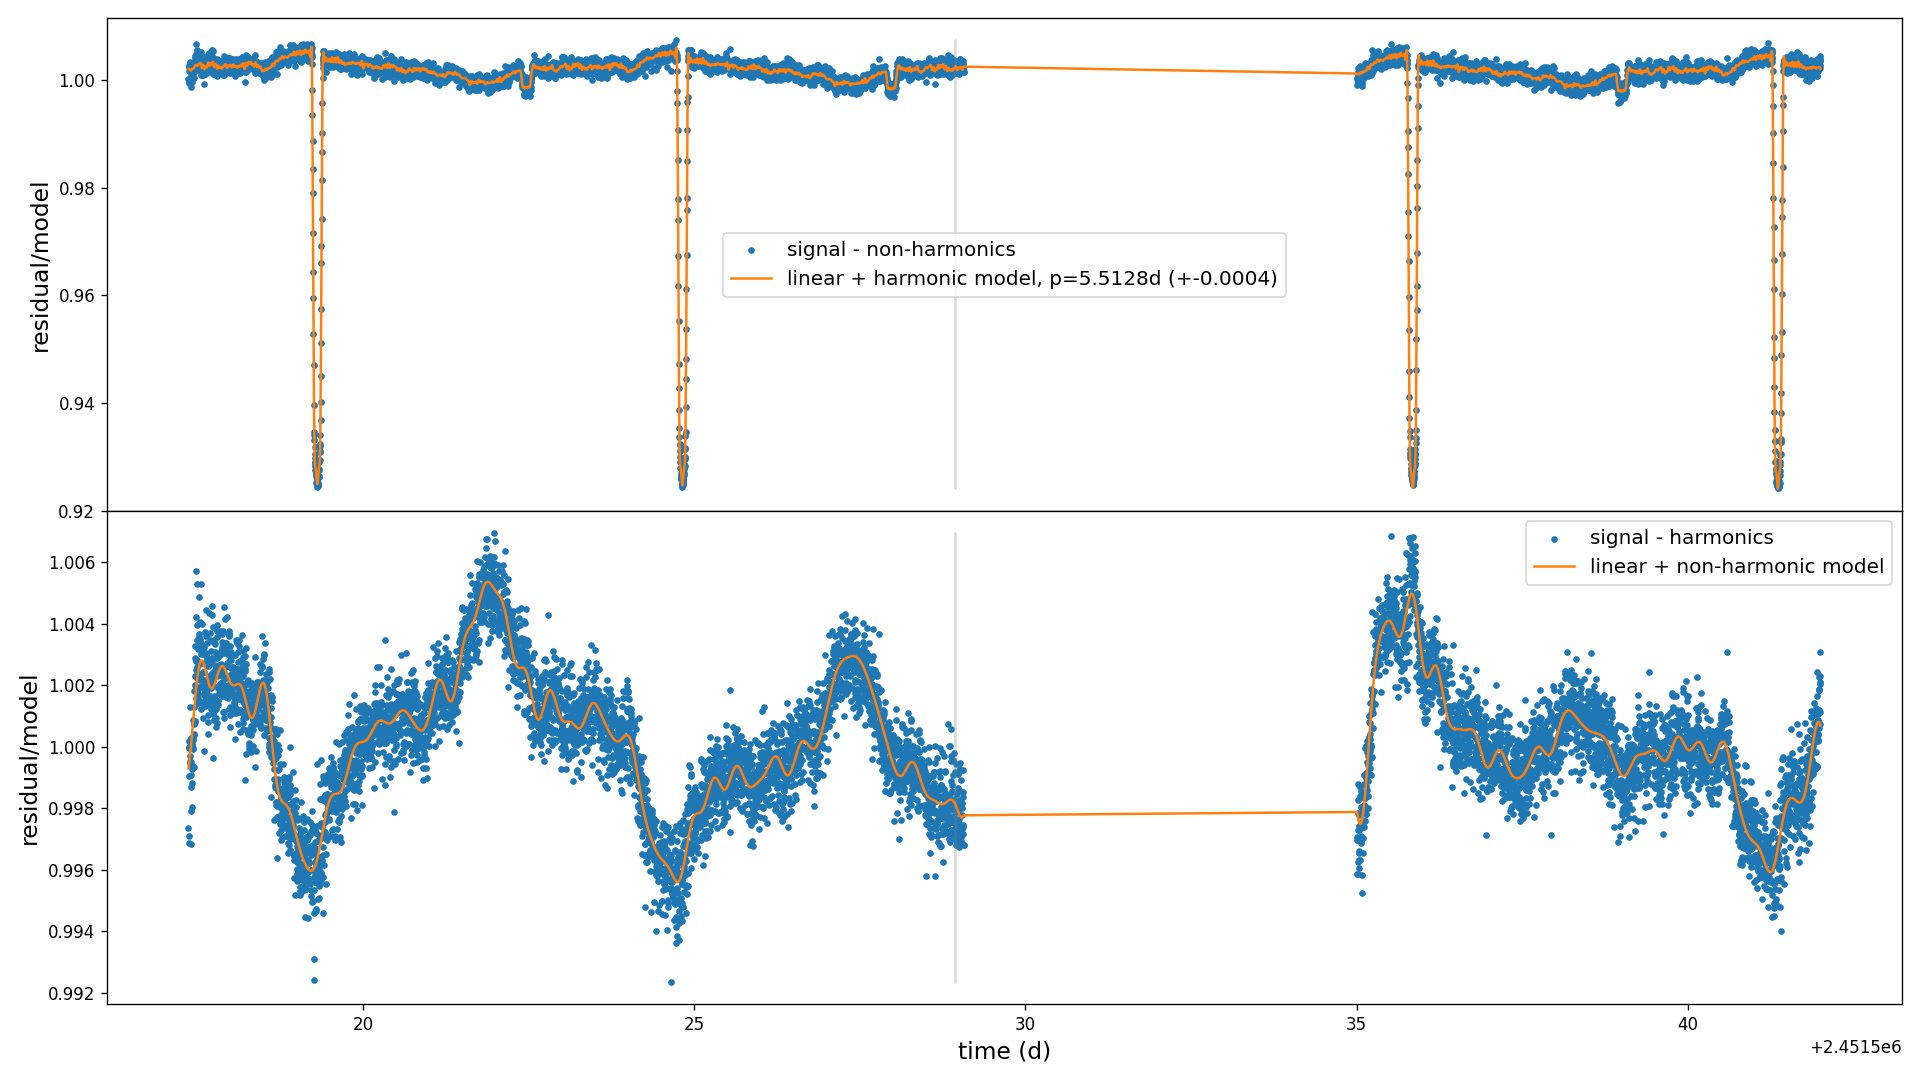 1.00
0.98
0.96
0.94
0.92
residual/model
signal - non-harmonics
linear + harmonic model, p=5.5128d (+-0.0004)
1.006
1.004
1.002
1.000
0.998
0.996
0.994
0.992
residual/model
signal - harmonics
linear + non-harmonic model
20 25 30 35 40
time (d)
+2.4515e6